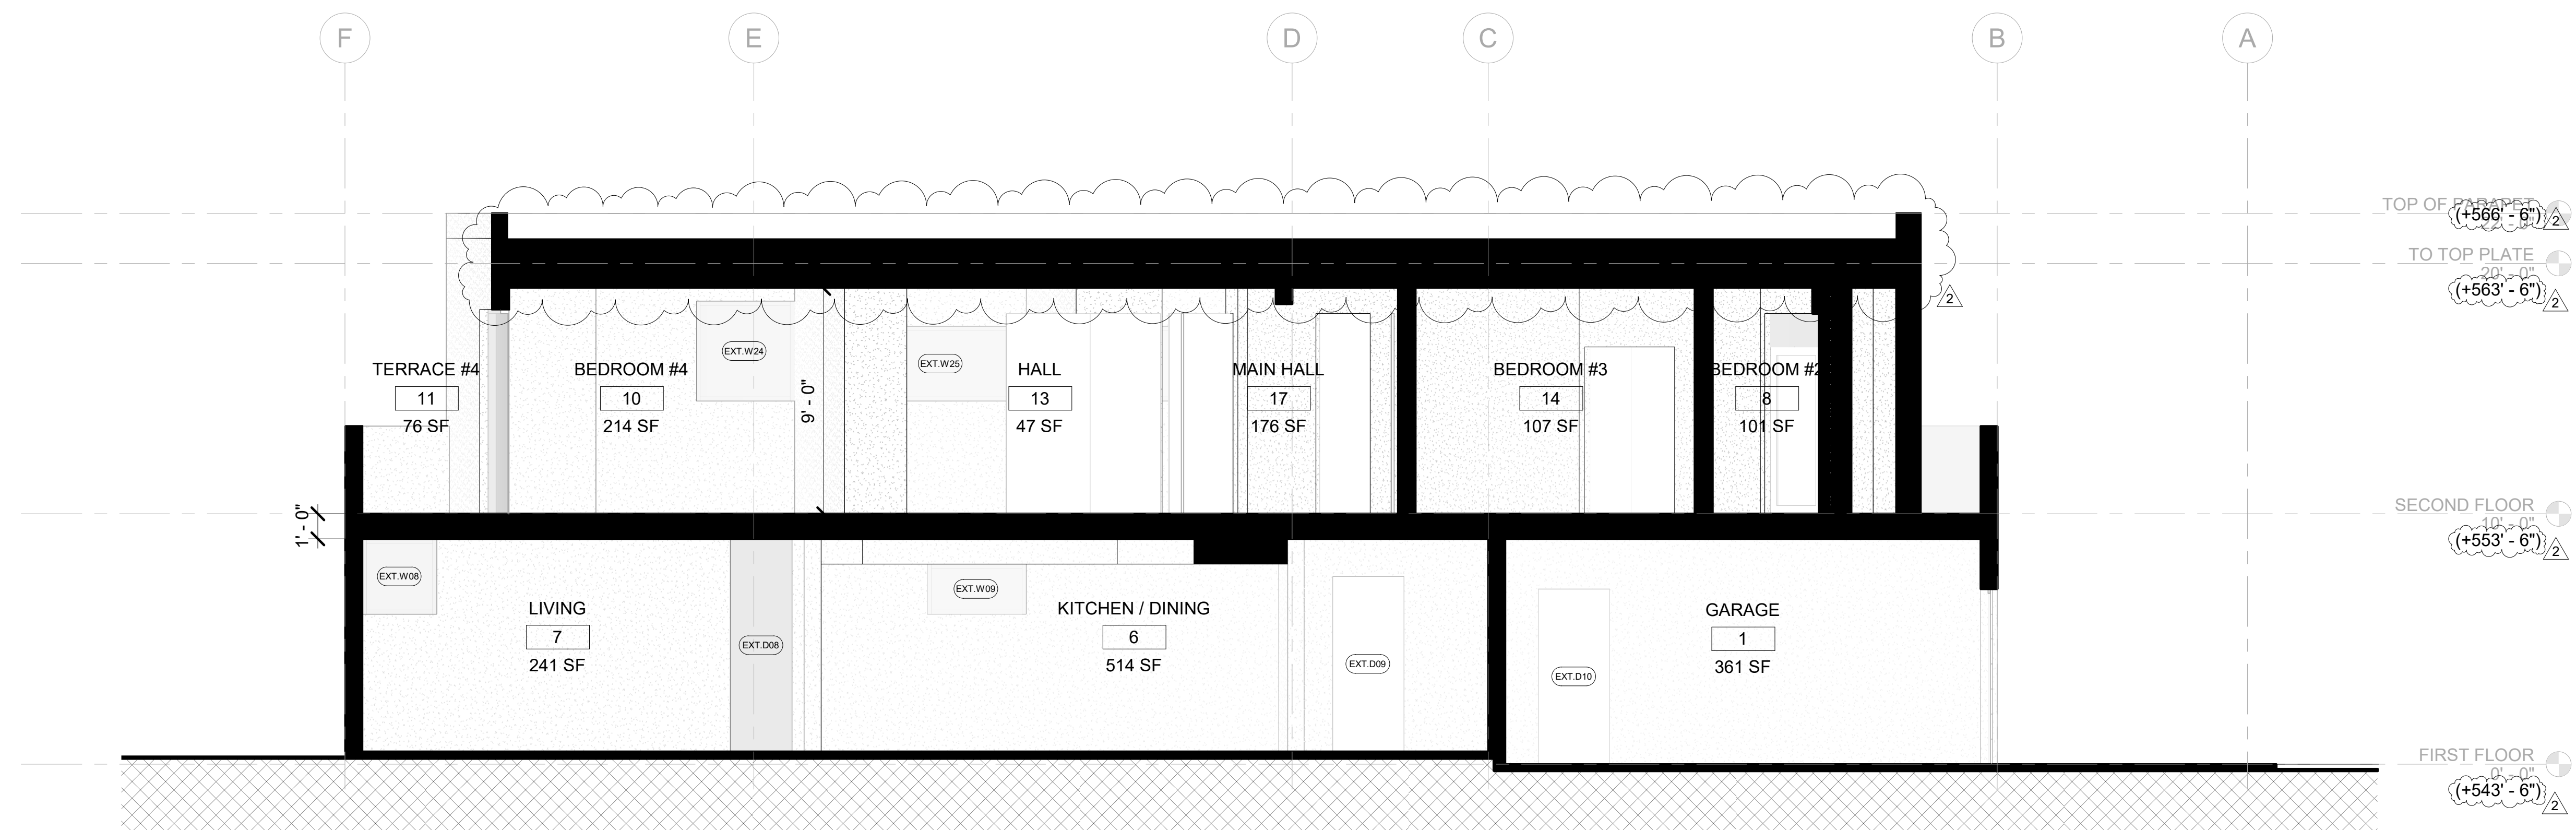 F
E
D
C
B
A
TOP OF PARAPET
22' - 0"
(+566' - 6")
2
TO TOP PLATE
20' - 0"
(+563' - 6")
2
2
TERRACE #4
11
76 SF
BEDROOM #4
10
214 SF
EXT.W24
9' - 0"
EXT.W25
HALL
13
47 SF
MAIN HALL
17
176 SF
BEDROOM #3
14
107 SF
BEDROOM #2
8
101 SF
1' - 0"
SECOND FLOOR
10' - 0"
(+553' - 6")
2
EXT.W08
LIVING
7
241 SF
EXT.D08
EXT.W09
KITCHEN / DINING
6
514 SF
EXT.D09
EXT.D10
GARAGE
1
361 SF
FIRST FLOOR
0' - 0"
(+543' - 6")
2